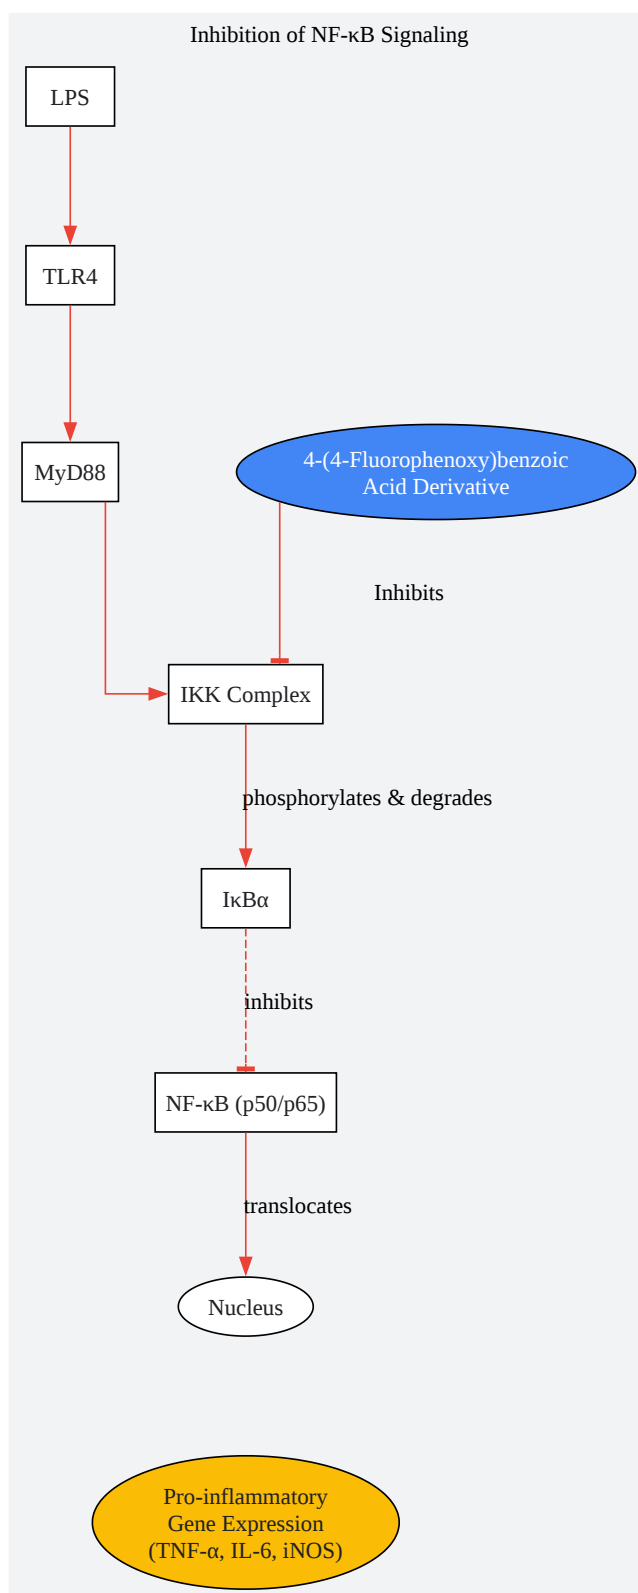 Inhibition of NF-κB Signaling
LPS
TLR4
MyD88
4-(4-Fluorophenoxy)benzoic
Acid Derivative
Inhibits
IKK Complex
phosphorylates & degrades
IκBα
inhibits
NF-κB (p50/p65)
translocates
Nucleus
Pro-inflammatory
Gene Expression
(TNF-α, IL-6, iNOS)